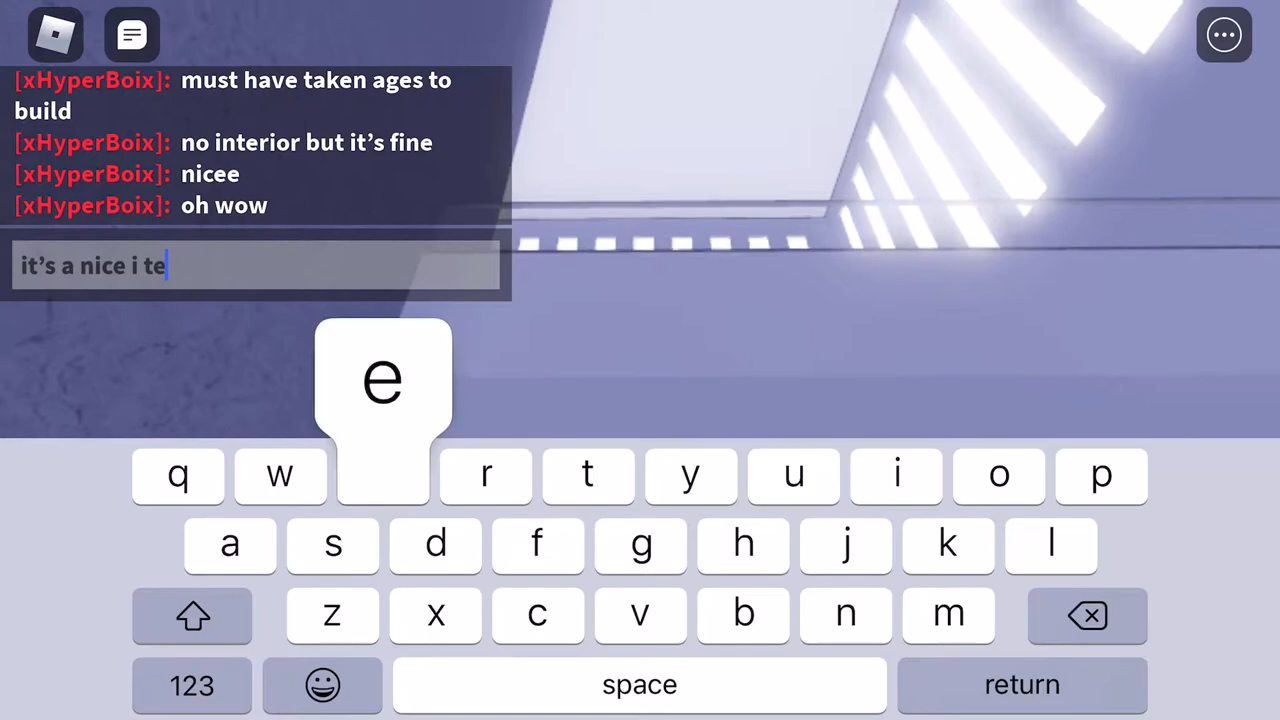 [xHyperBoix]: must have taken ages to
build
[xHyperBoix]: no interior but it’s fine
[xHyperBoix]: nicee
[xHyperBoix]: oh wow
it’s a nice i te
e
q w r t y u i o p
a s d f g h j k l
z x c v b n m
123 space return